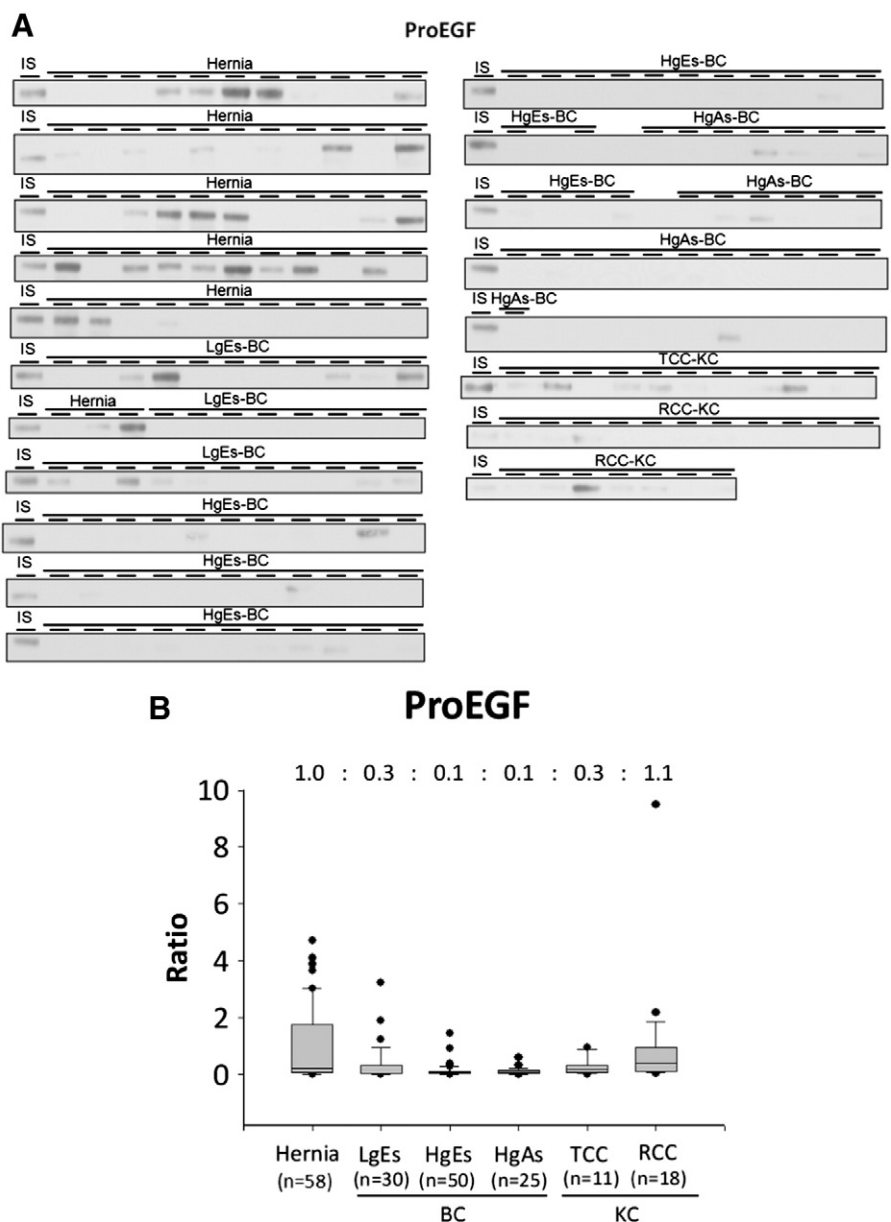 A
ProEGF
IS Hernia
IS Hernia
IS Hernia
IS Hernia
IS Hernia
IS LgEs-BC
IS Hernia LgEs-BC
IS LgEs-BC
IS HgEs-BC
IS HgEs-BC
IS HgEs-BC
IS HgEs-BC
IS HgEs-BC HgAs-BC
IS HgEs-BC HgAs-BC
IS HgAs-BC
IS HgAs-BC
IS TCC-KC
IS RCC-KC
IS RCC-KC
B
ProEGF
1.0 : 0.3 : 0.1 : 0.1 : 0.3 : 1.1
10
8
6
4
2
0
Ratio
Hernia LgEs HgEs HgAs TCC RCC
(n=58) (n=30) (n=50) (n=25) (n=11) (n=18)
BC KC